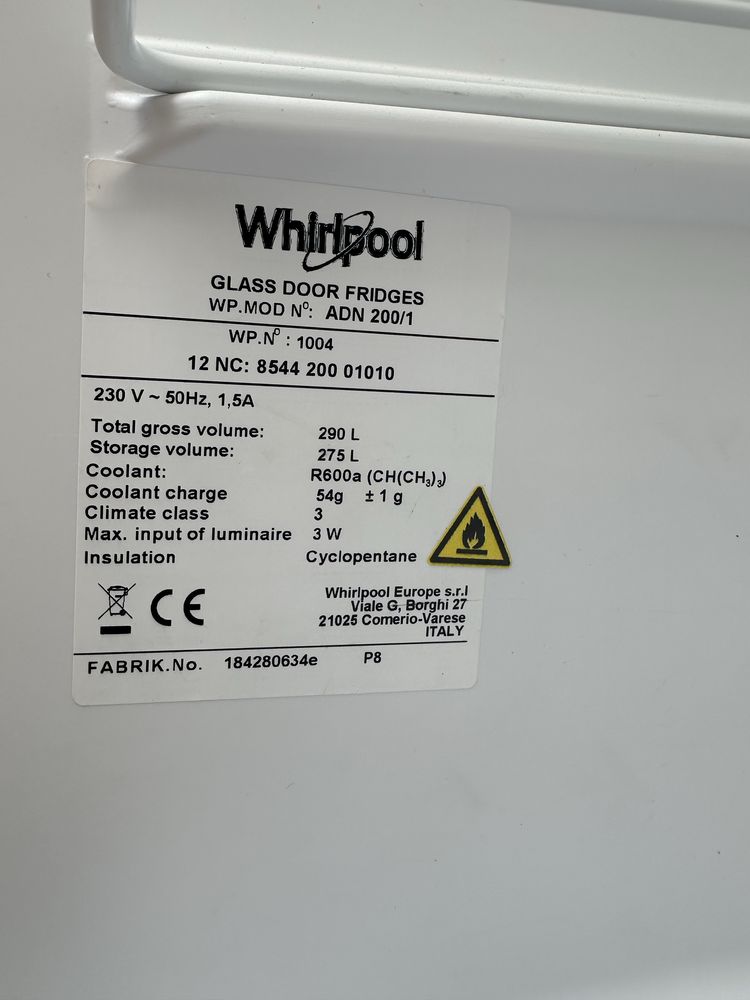 Whirlpool
GLASS DOOR FRIDGES
WP.MOD Nº: ADN 200/1
WP.Nº : 1004
12 NC: 8544 200 01010
230 V ~ 50Hz, 1,5A
Total gross volume: 290 L
Storage volume: 275 L
Coolant: R600a (CH(CH₃)₃)
Coolant charge 54g ± 1 g
Climate class 3
Max. input of luminaire 3 W
Insulation Cyclopentane
CE
Whirlpool Europe s.r.l
Viale G, Borghi 27
21025 Comerio-Varese
ITALY
FABRIK.No. 184280634e P8